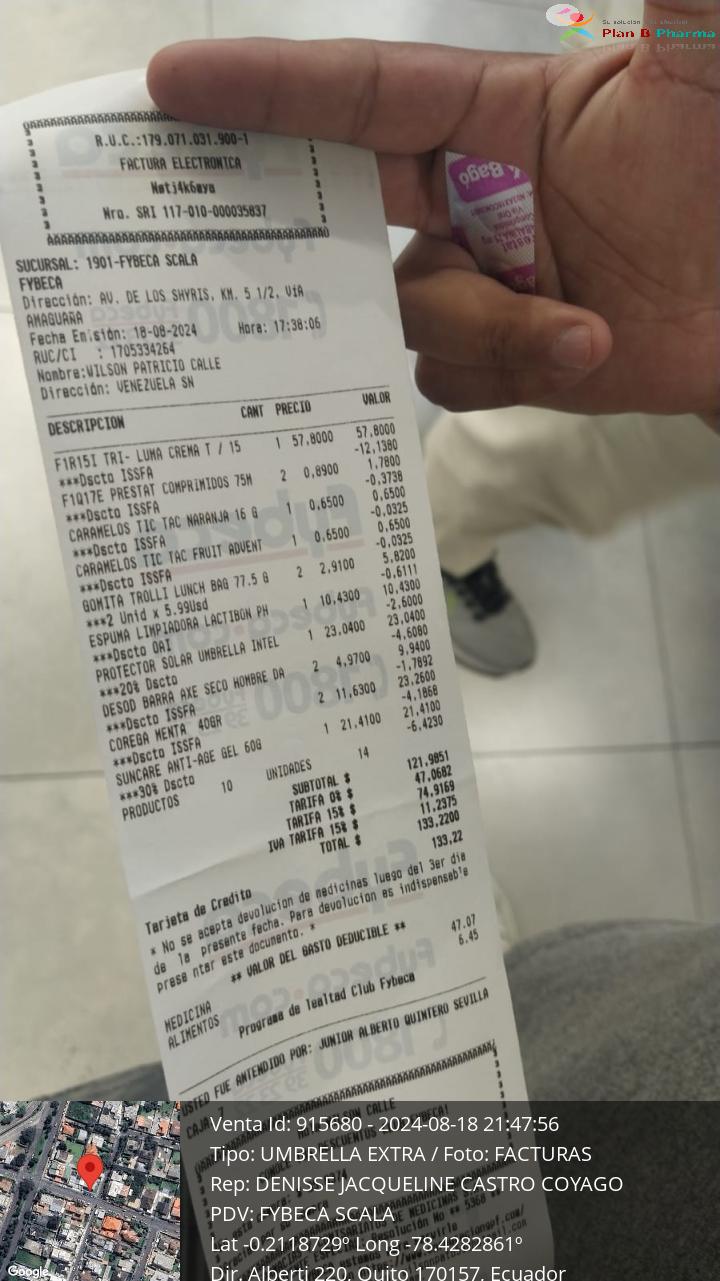 Su solución
Plan B Pharma
R.U.C.:179.071.031.900-1
FACTURA ELECTRONICA
Nro. SRI 117-010-000035837
SUCURSAL: 1901-FYBECA SCALA
FYBECA
Dirección: AV. DE LOS SHYRIS, KM. 5 1/2, VIA
AMAGUAÑA
Fecha Emisión: 18-08-2024 Hora: 17:38:06
RUC/CI : 1705334264
Nombre:WILSON PATRICIO CALLE
Dirección: VENEZUELA SN
DESCRIPCION CANT PRECIO VALOR
F1R15I TRI- LUMA CREMA T / 15 1 57,8000 57,8000
***Dscto ISSFA -12,1380
F1Q17E PRESTAT COMPRIMIDOS 75M 2 0,8900 1,7800
***Dscto ISSFA -0,3738
CARAMELOS TIC TAC NARANJA 16 G 1 0,6500 0,6500
***Dscto ISSFA -0,0325
CARAMELOS TIC TAC FRUIT ADVENT 1 0,6500 0,6500
***Dscto ISSFA -0,0325
GOMITA TROLLI LUNCH BAG 77.5 G 2 2,9100 5,8200
***2 Unid x 5.99Usd -0,6111
ESPUMA LIMPIADORA LACTIBON PH 1 10,4300 10,4300
***Dscto OAI -2,6000
PROTECTOR SOLAR UMBRELLA INTEL 1 23,0400 23,0400
***20% Dscto -4,6080
DESOD BARRA AXE SECO HOMBRE DA 2 4,9700 9,9400
***Dscto ISSFA -1,7892
COREGA MENTA 40GR 2 11,6300 23,2600
***Dscto ISSFA -4,1868
SUNCARE ANTI-AGE GEL 60G 1 21,4100 21,4100
***30% Dscto -6,4230
PRODUCTOS 10 UNIDADES 14
SUBTOTAL $ 121,9851
TARIFA 0% $ 47,0682
TARIFA 15% $ 74,9169
IVA TARIFA 15% $ 11,2375
TOTAL $ 133,2200
Tarjeta de Credito 133,22
* No se acepta devolucion de medicinas luego del 3er dia
de la presente fecha. Para devolucion es indispensable
prese ntar este documento. *
** VALOR DEL GASTO DEDUCIBLE **
MEDICINA 47.07
ALIMENTOS 6.45
Programa de lealtad Club Fybeca
USTED FUE ANTENDIDO POR: JUNIOR ALBERTO QUINTERO SEVILLA
CAJA
Bagó
Via Oral
Venta Id: 915680 - 2024-08-18 21:47:56
Tipo: UMBRELLA EXTRA / Foto: FACTURAS
Rep: DENISSE JACQUELINE CASTRO COYAGO
PDV: FYBECA SCALA
Lat -0.2118729º Long -78.4282861º
Dir. Alberti 220, Quito 170157, Ecuador
Google